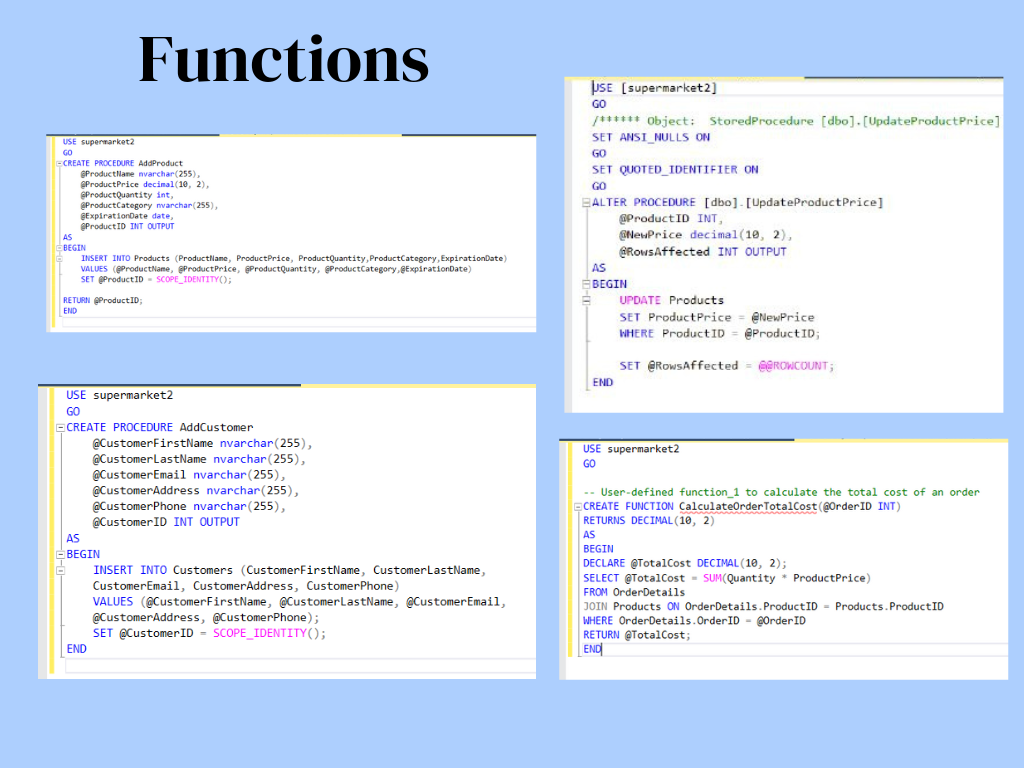 Functions
USE supermarket2
GO
CREATE PROCEDURE AddProduct
@ProductName nvarchar(255),
@ProductPrice decimal(10, 2),
@ProductQuantity int,
@ProductCategory nvarchar(255),
@ExpirationDate date,
@ProductID INT OUTPUT
AS
BEGIN
INSERT INTO Products (ProductName, ProductPrice, ProductQuantity,ProductCategory,ExpirationDate)
VALUES (@ProductName, @ProductPrice, @ProductQuantity, @ProductCategory,@ExpirationDate)
SET @ProductID = SCOPE_IDENTITY();
RETURN @ProductID;
END
USE supermarket2
GO
CREATE PROCEDURE AddCustomer
@CustomerFirstName nvarchar(255),
@CustomerLastName nvarchar(255),
@CustomerEmail nvarchar(255),
@CustomerAddress nvarchar(255),
@CustomerPhone nvarchar(255),
@CustomerID INT OUTPUT
AS
BEGIN
INSERT INTO Customers (CustomerFirstName, CustomerLastName,
CustomerEmail, CustomerAddress, CustomerPhone)
VALUES (@CustomerFirstName, @CustomerLastName, @CustomerEmail,
@CustomerAddress, @CustomerPhone);
SET @CustomerID = SCOPE_IDENTITY();
END
USE [supermarket2]
GO
/****** Object:  StoredProcedure [dbo].[UpdateProductPrice]
SET ANSI_NULLS ON
GO
SET QUOTED_IDENTIFIER ON
GO
ALTER PROCEDURE [dbo].[UpdateProductPrice]
@ProductID INT,
@NewPrice decimal(10, 2),
@RowsAffected INT OUTPUT
AS
BEGIN
UPDATE Products
SET ProductPrice = @NewPrice
WHERE ProductID = @ProductID;
SET @RowsAffected = @@ROWCOUNT;
END
USE supermarket2
GO
-- User-defined function_1 to calculate the total cost of an order
CREATE FUNCTION CalculateOrderTotalCost(@OrderID INT)
RETURNS DECIMAL(10, 2)
AS
BEGIN
DECLARE @TotalCost DECIMAL(10, 2);
SELECT @TotalCost = SUM(Quantity * ProductPrice)
FROM OrderDetails
JOIN Products ON OrderDetails.ProductID = Products.ProductID
WHERE OrderDetails.OrderID = @OrderID
RETURN @TotalCost;
END